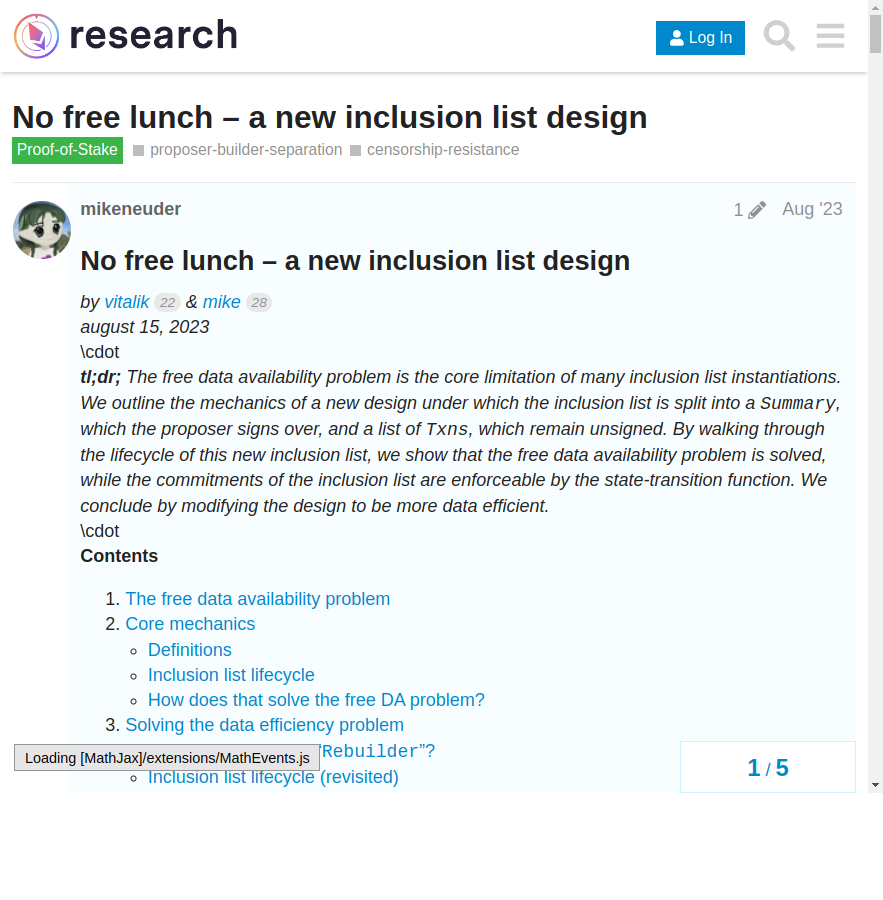 research
Log In
No free lunch – a new inclusion list design
Proof-of-Stake proposer-builder-separation censorship-resistance
mikeneuder 1 Aug '23
No free lunch – a new inclusion list design
by vitalik 22 & mike 28
august 15, 2023
\cdot
tl;dr; The free data availability problem is the core limitation of many inclusion list instantiations.
We outline the mechanics of a new design under which the inclusion list is split into a Summary,
which the proposer signs over, and a list of Txns, which remain unsigned. By walking through
the lifecycle of this new inclusion list, we show that the free data availability problem is solved,
while the commitments of the inclusion list are enforceable by the state-transition function. We
conclude by modifying the design to be more data efficient.
\cdot
Contents
1. The free data availability problem
2. Core mechanics
Definitions
Inclusion list lifecycle
How does that solve the free DA problem?
3. Solving the data efficiency problem
“Rebuilder”?
Loading [MathJax]/extensions/MathEvents.js
Inclusion list lifecycle (revisited)
1 / 5